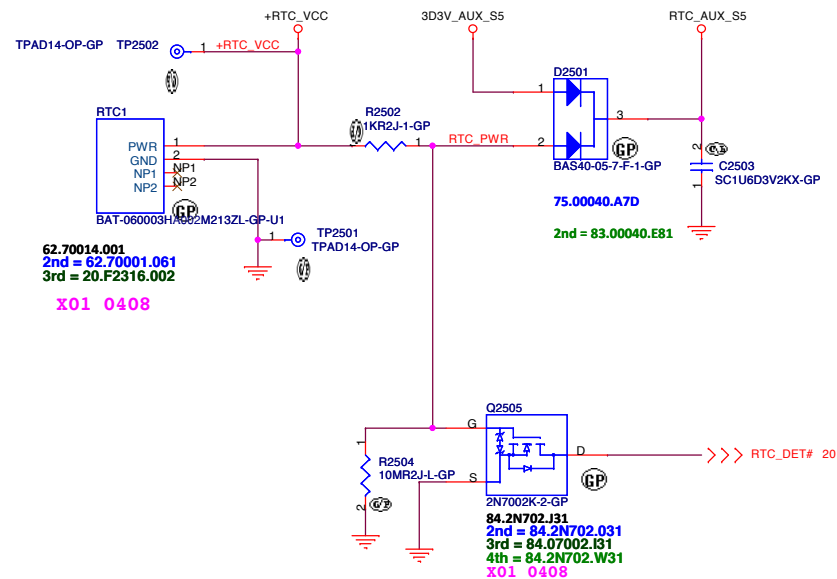 +RTC_VCC
3D3V_AUX_S5
RTC_AUX_S5
TPAD14-OP-GP
TP2502
1
+RTC_VCC
D2501
1
3
2
BAS40-05-7-F-1-GP
GP
75.00040.A7D
2nd = 83.00040.E81
R2502
1KR2J-1-GP
1
RTC_PWR
2
C2503
SC1U6D3V2KX-GP
1
RTC1
PWR
GND
NP1
NP2
1
2
NP1
NP2
GP
BAT-060003HA002M213ZL-GP-U1
62.70014.001
2nd = 62.70001.061
3rd = 20.F2316.002
X01 0408
1
TP2501
TPAD14-OP-GP
Q2505
G
D
S
GP
2N7002K-2-GP
84.2N702.J31
2nd = 84.2N702.031
3rd = 84.07002.I31
4th = 84.2N702.W31
X01 0408
1
R2504
10MR2J-L-GP
2
RTC_DET# 20